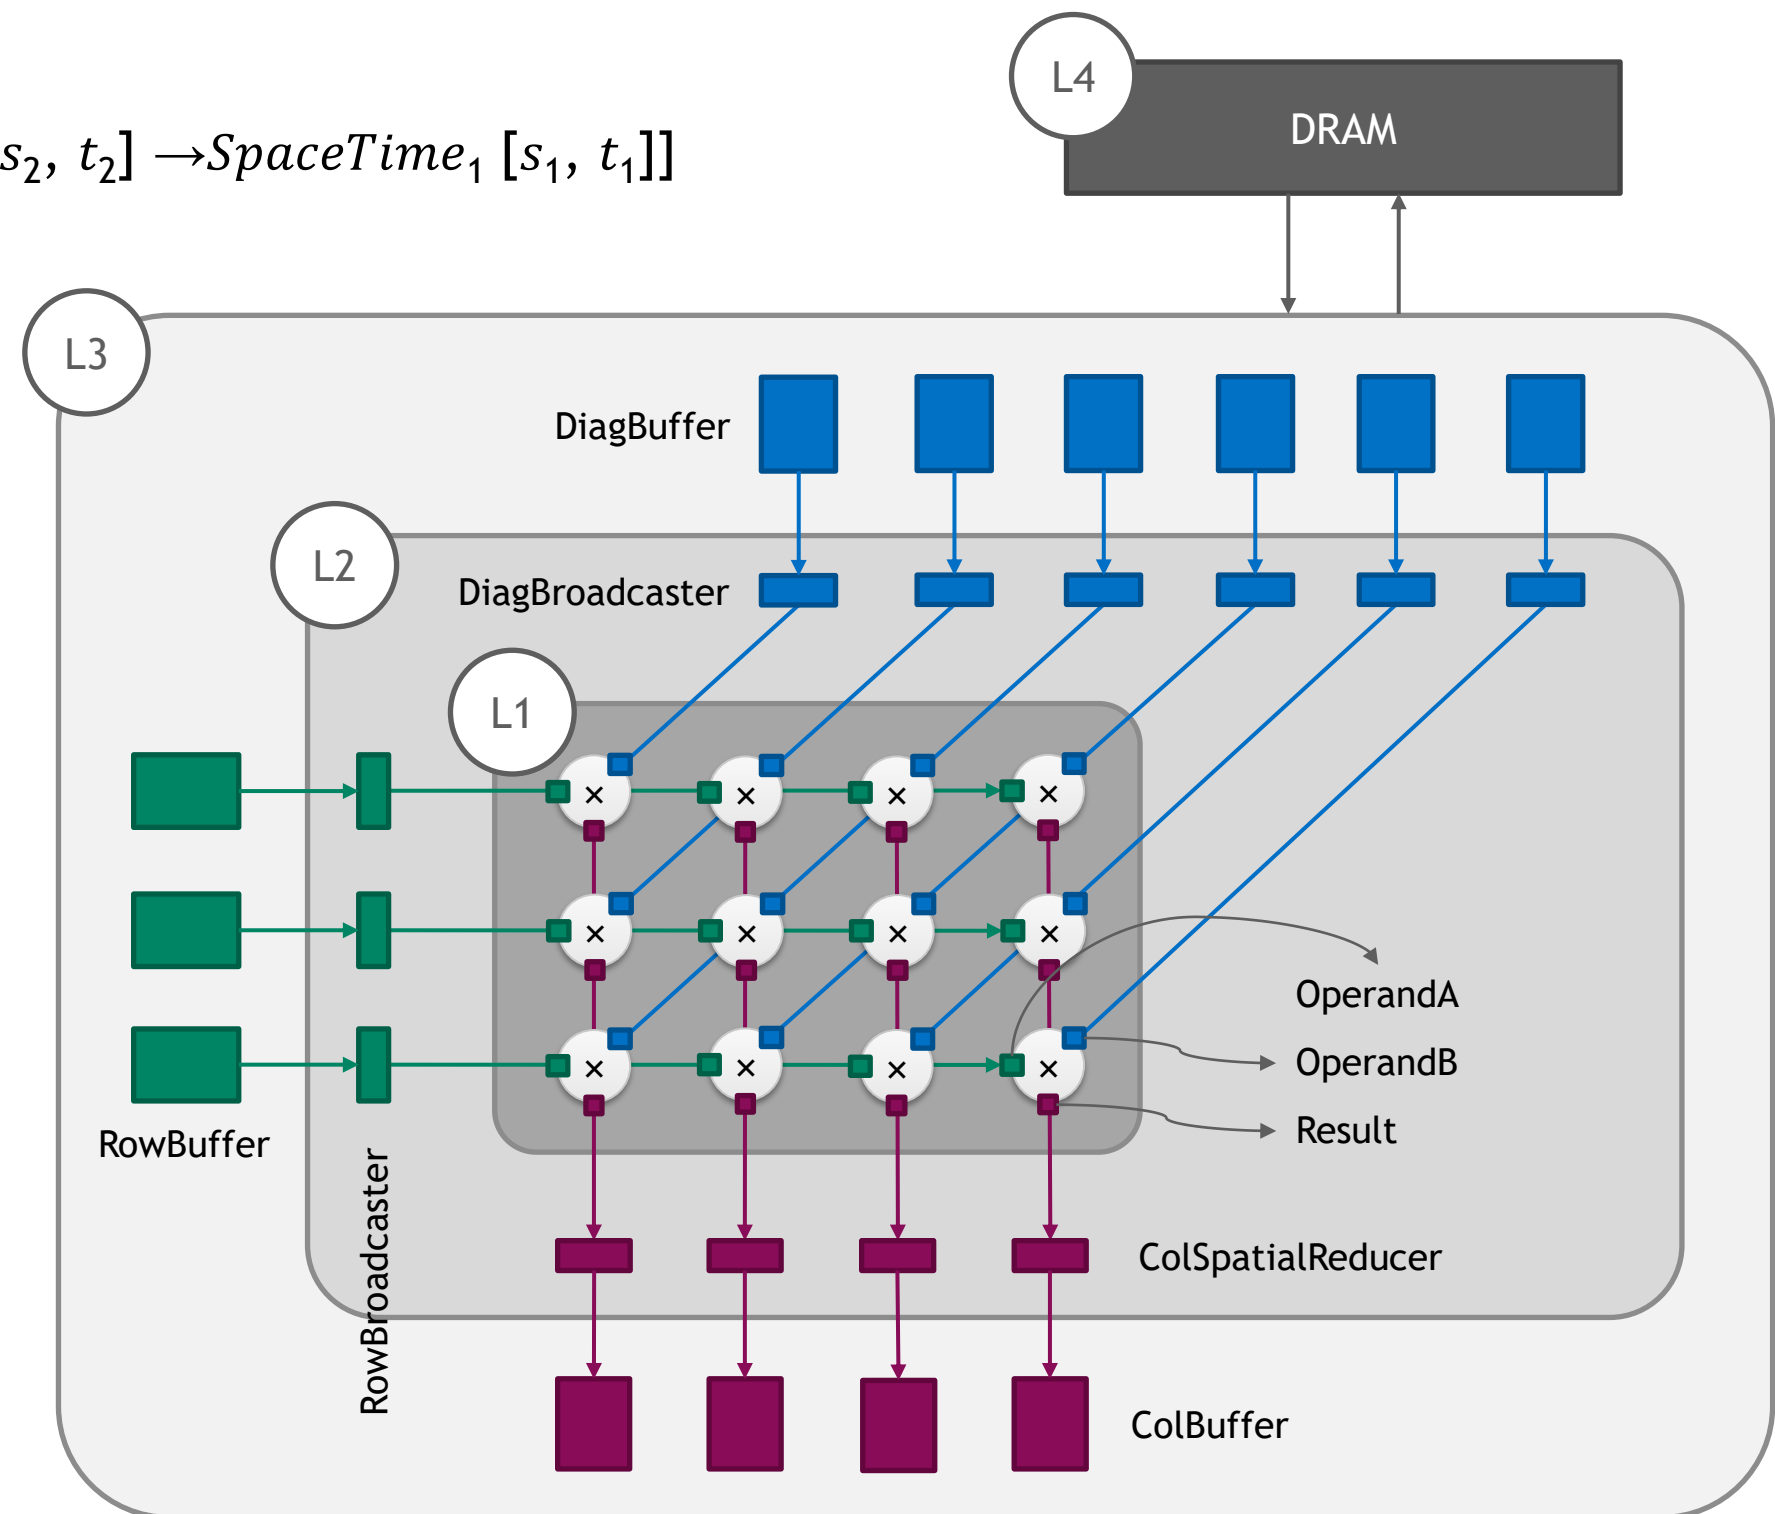 L4
DRAM
s₂, t₂] →SpaceTime₁ [s₁, t₁]]
L3
DiagBuffer
L2
DiagBroadcaster
L1
×
×
×
×
×
×
×
×
OperandA
×
×
×
×
OperandB
Result
RowBuffer
RowBroadcaster
ColSpatialReducer
ColBuffer